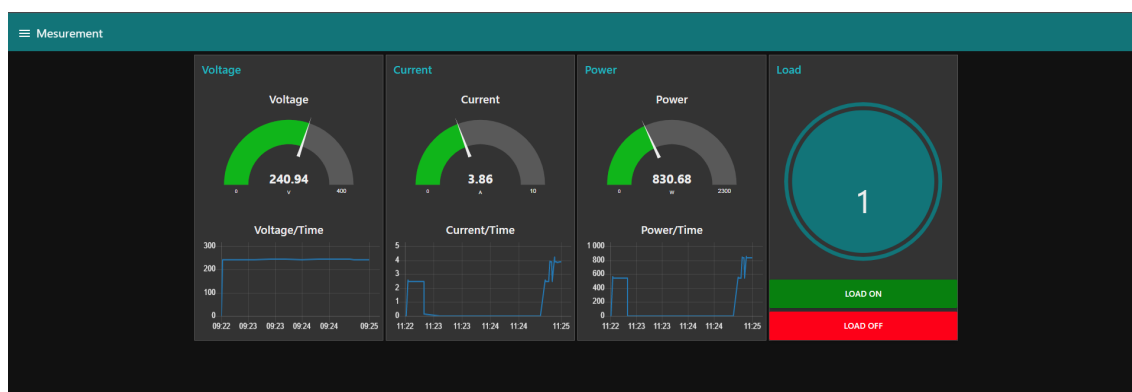 Mesurement
Voltage
Voltage
240.94
V
0
400
Voltage/Time
300
200
100
0
09:22 09:23 09:23 09:24 09:24 09:25
Current
Current
3.86
A
0
10
Current/Time
5
4
3
2
1
0
11:22 11:23 11:23 11:24 11:24 11:25
Power
Power
830.68
W
0
2300
Power/Time
1 000
800
600
400
200
0
11:22 11:23 11:23 11:24 11:24 11:25
Load
1
LOAD ON
LOAD OFF